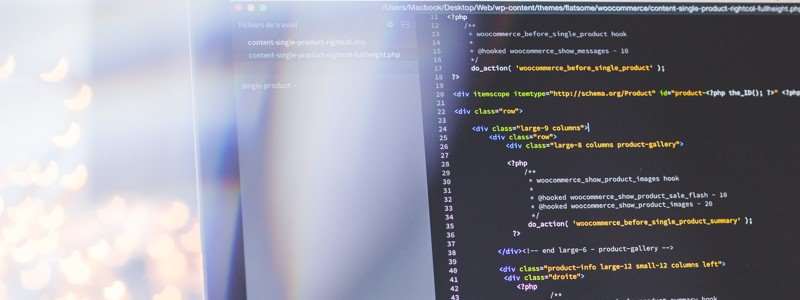 /Users/Macbook/Desktop/Web/wp-content/themes/flatsome/woocommerce/content-single-product-rightcol-fullheight.php
content-single-product-rightcol.php
content-single-product-rightcol-fullheight.php
single-product
11 <?php
12 /**
13 * woocommerce_before_single_product hook
14 *
15 * @hooked woocommerce_show_messages - 10
16 */
17 do_action( 'woocommerce_before_single_product' );
18 ?>
19
20 <div itemscope itemtype="http://schema.org/Product" id="product-<?php the_ID(); ?>" <?php
21
22 <div class="row">
23
24 <div class="large-9 columns">
25 <div class="row">
26 <div class="large-8 columns product-gallery">
27
28 <?php
29 /**
30 * woocommerce_show_product_images hook
31 *
32 * @hooked woocommerce_show_product_sale_flash - 10
33 * @hooked woocommerce_show_product_images - 20
34 */
35 do_action( 'woocommerce_before_single_product_summary' );
36 ?>
37
38 </div><!-- end large-6 - product-gallery -->
39
40 <div class="product-info large-12 small-12 columns left">
41 <div class="droite">
42 <?php
43 /**